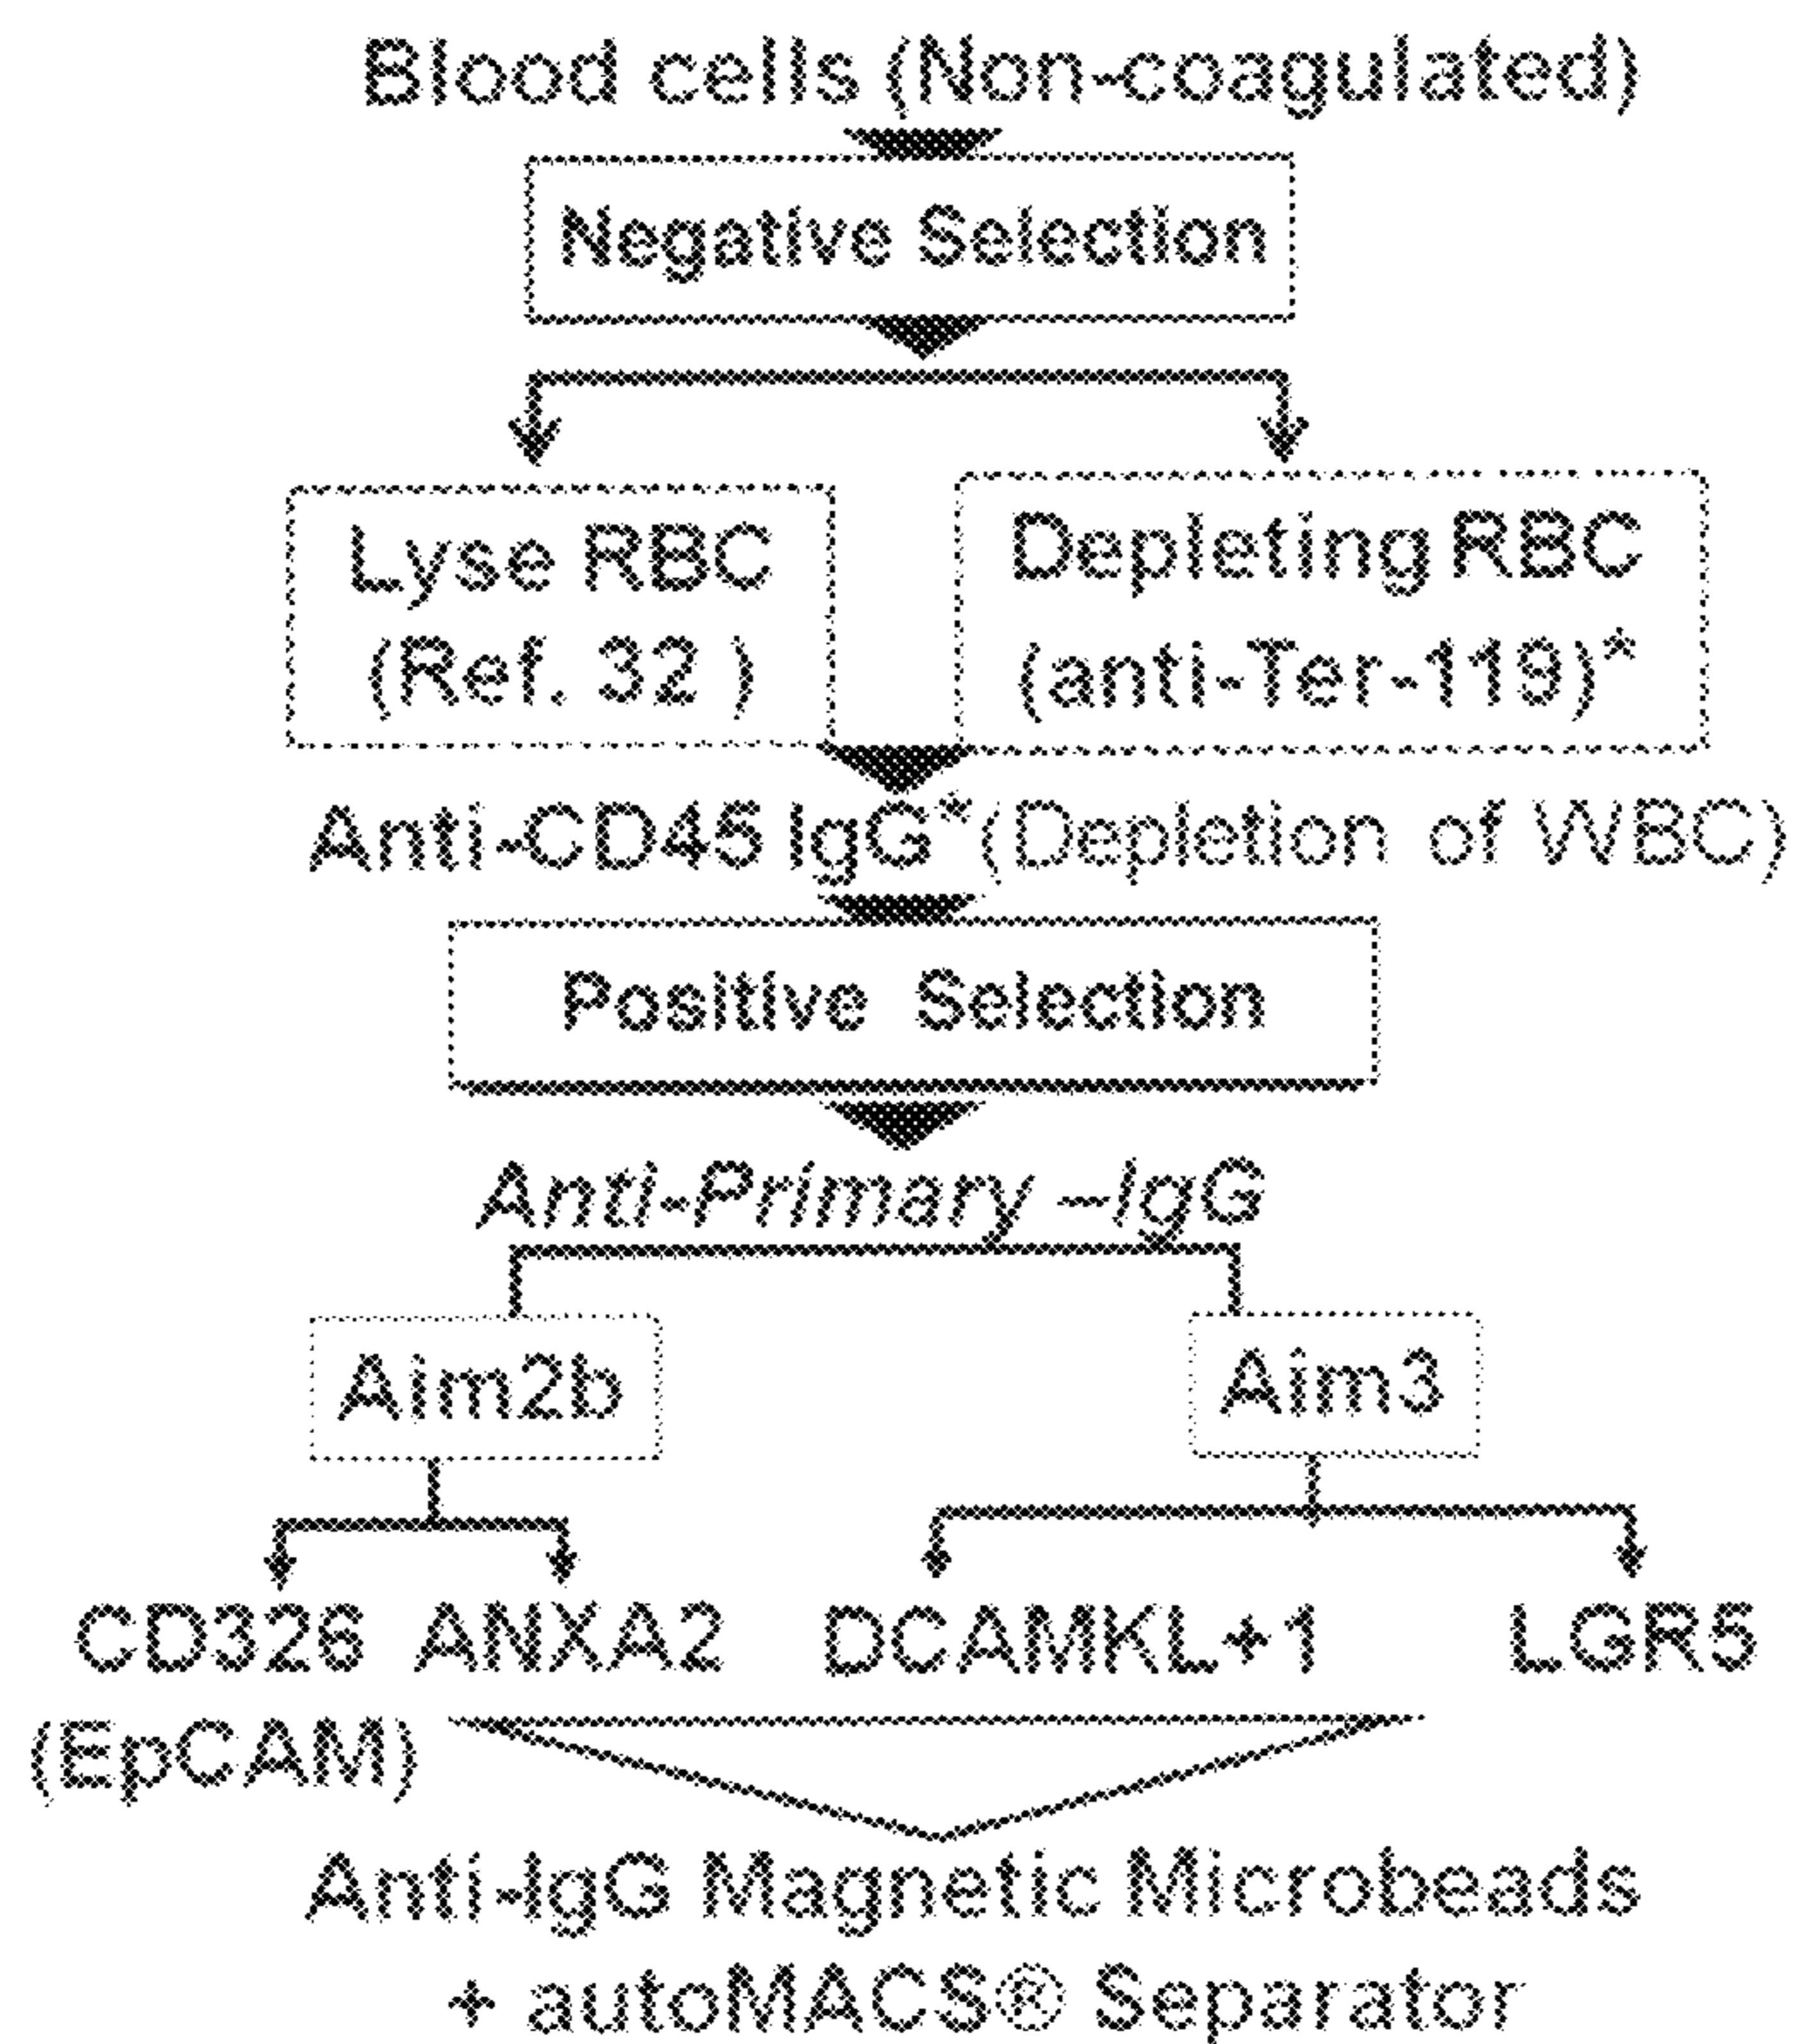 Blood cells (Non-coagulated)
Negative Selection
Lyse RBC
(Ref. 32 )
Depleting RBC
(anti-Ter-119)*
Anti-CD45 IgG*(Depletion of WBC)
Positive Selection
Anti-Primary –IgG
Aim2b
Aim3
CD326 ANXA2 DCAMKL+1 LGR5
(EpCAM)
Anti-IgG Magnetic Microbeads
+ autoMACS® Separator